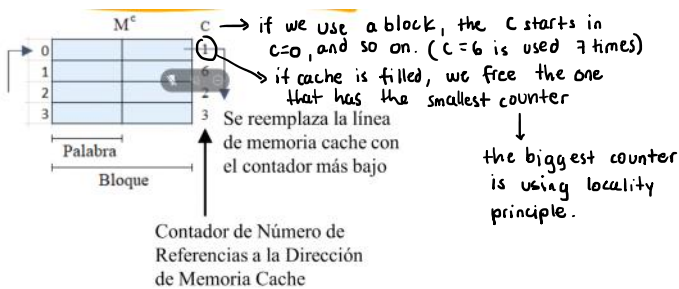 Mᶜ
C → if we use a block, the C starts in
c=0, and so on. (C=6 is used 7 times)
0 1
→ if cache is filled, we free the one
that has the smallest counter
1 6
2 2
3 3
Se reemplaza la línea
de memoria cache con
el contador más bajo
Palabra
Bloque
the biggest counter
is using locality
principle.
Contador de Número de
Referencias a la Dirección
de Memoria Cache